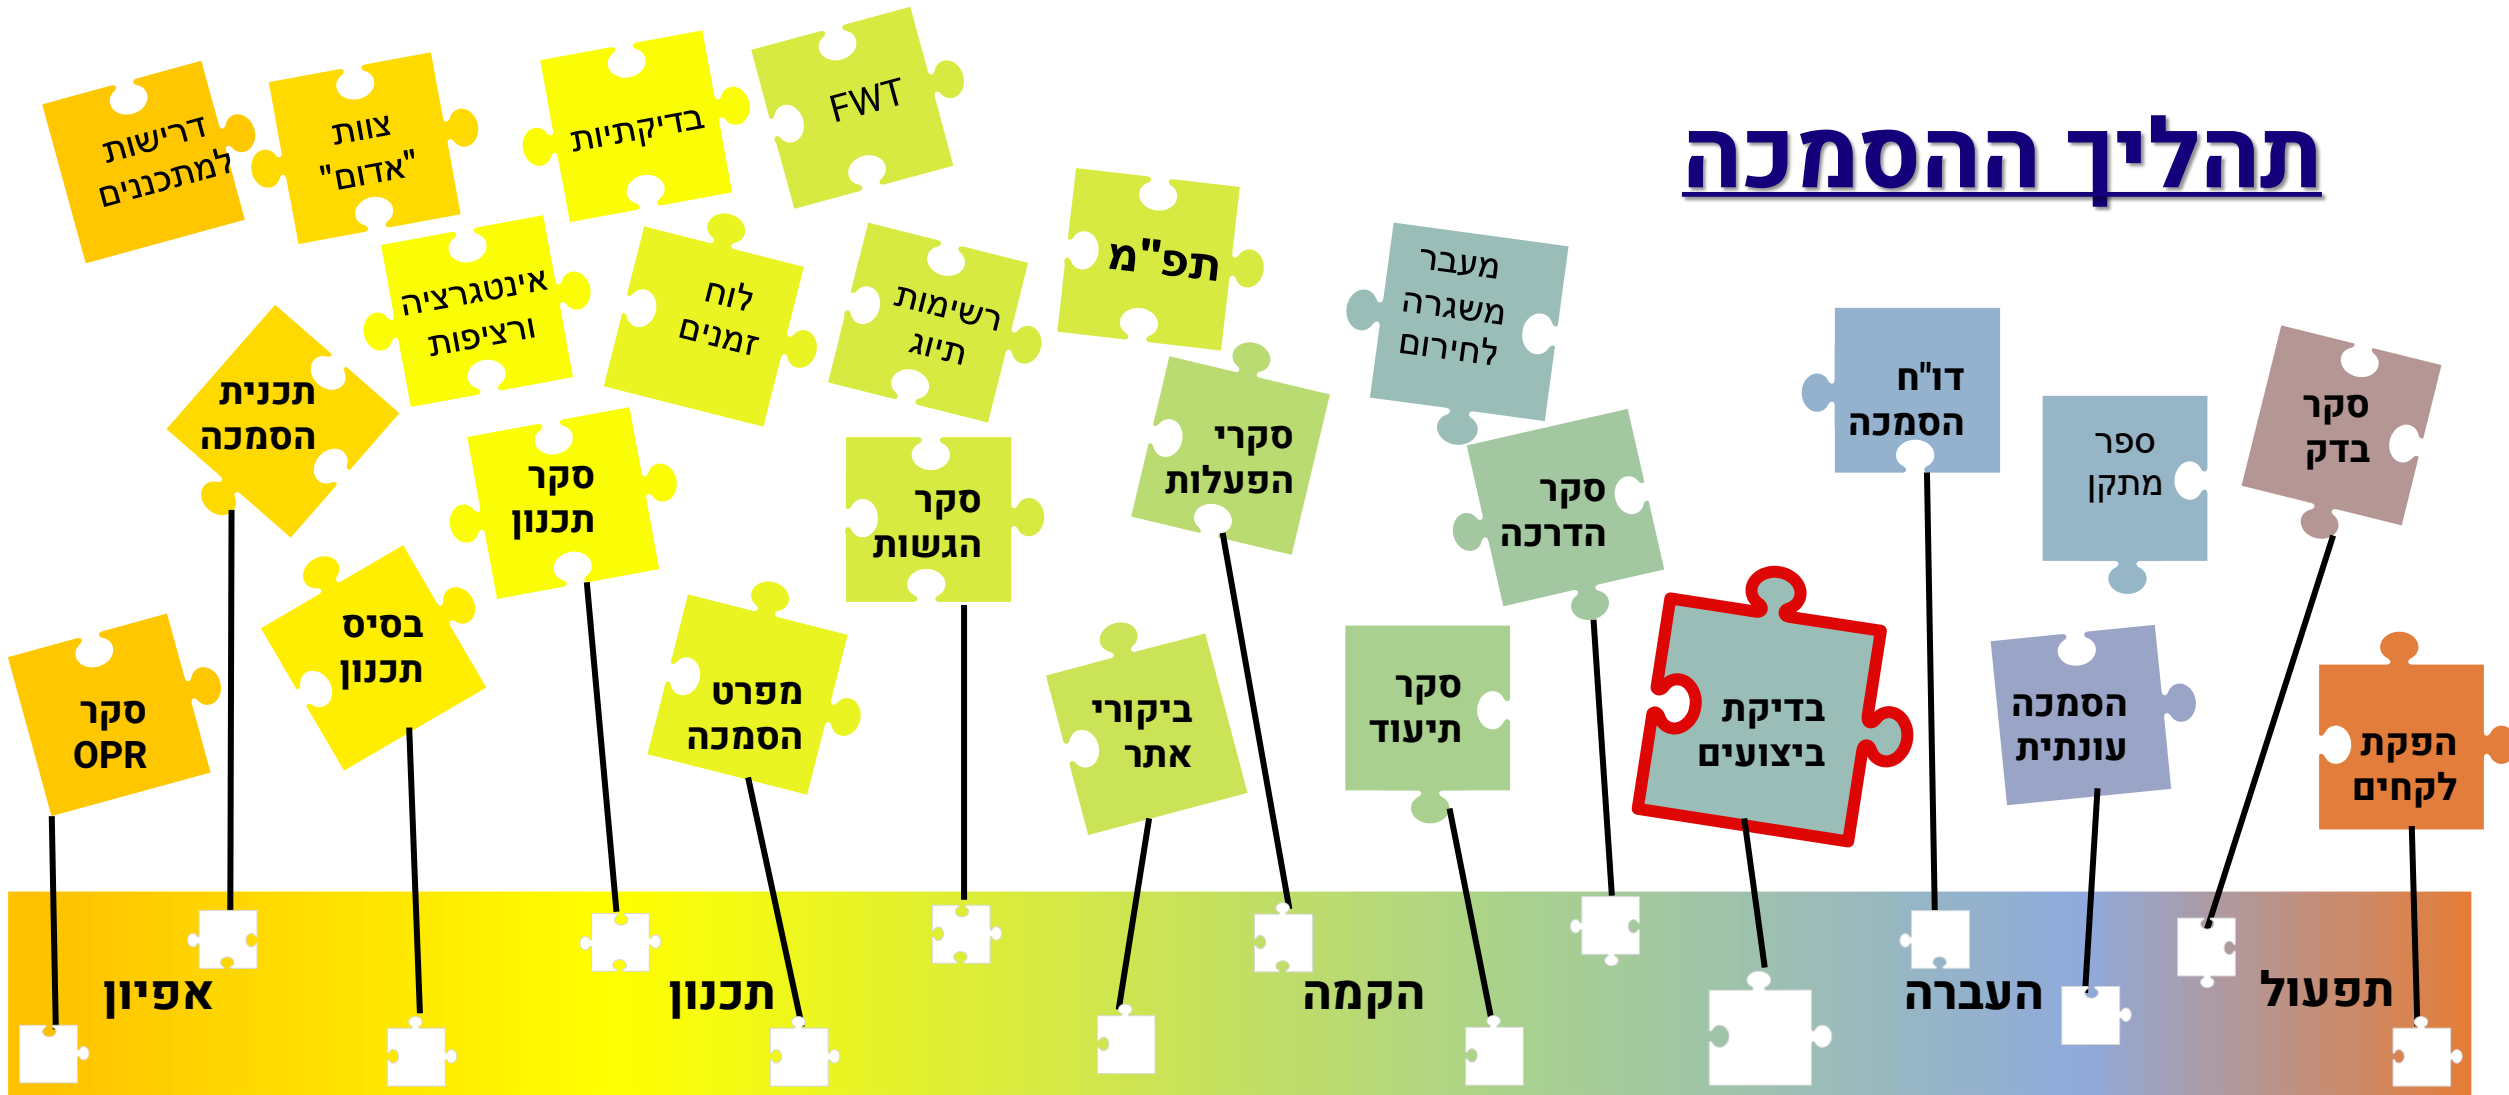 תהליך ההסמכה
דרישות
למתכננים
צוות
"אדום"
בדיקתיות
FWT
אינטגרציה
ורציפות
לוח
זמנים
רשימות
תיוג
תפ"מ
מעבר
משגרה
לחירום
תכנית
הסמכה
סקר
תכנון
סקר
הגשות
סקרי
הפעלות
סקר
הדרכה
דו"ח
הסמכה
ספר
מתקן
סקר
בדק
סקר
OPR
בסיס
תכנון
מפרט
הסמכה
ביקורי
אתר
סקר
תיעוד
בדיקת
ביצועים
הסמכה
עונתית
הפקת
לקחים
אפיון
תכנון
הקמה
העברה
תפעול